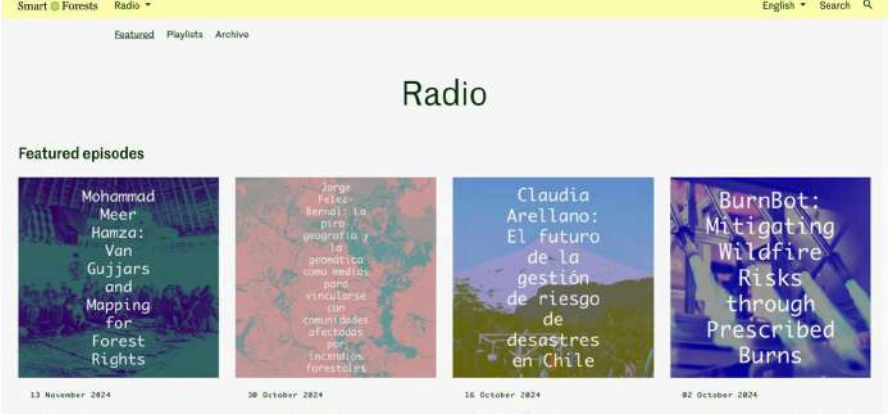 Smart Forests Radio English Search
Featured Playlists Archive
Radio
Featured episodes
Mohammad
Meer
Hamza:
Van
Gujjars
and
Mapping
for
Forest
Rights
Jorge
Felez-
Bernal: La
piro-
geografía y
la
geomática
como medios
para
vincularse
con
comunidades
afectadas
por
incendios
forestales
Claudia
Arellano:
El futuro
de la
gestión
de riesgo
de
desastres
en Chile
BurnBot:
Mitigating
Wildfire
Risks
through
Prescribed
Burns
13 November 2024
30 October 2024
16 October 2024
02 October 2024